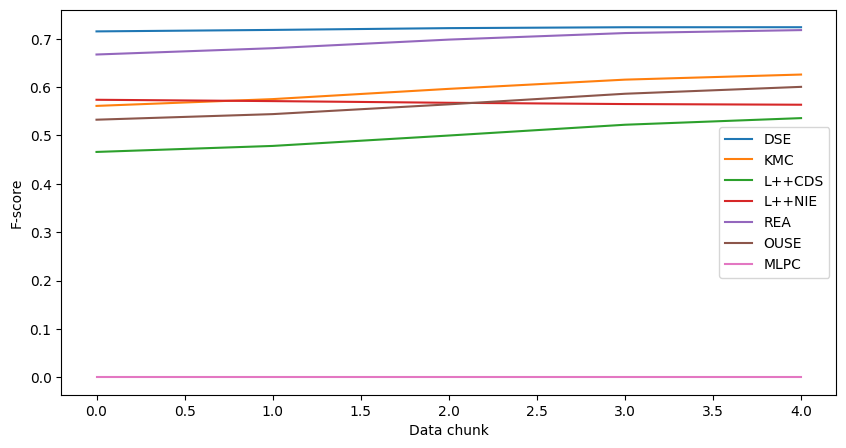 F-score
0.7
0.6
0.5
0.4
0.3
0.2
0.1
0.0
DSE
KMC
L++CDS
L++NIE
REA
OUSE
MLPC
0.0 0.5 1.0 1.5 2.0 2.5 3.0 3.5 4.0
Data chunk